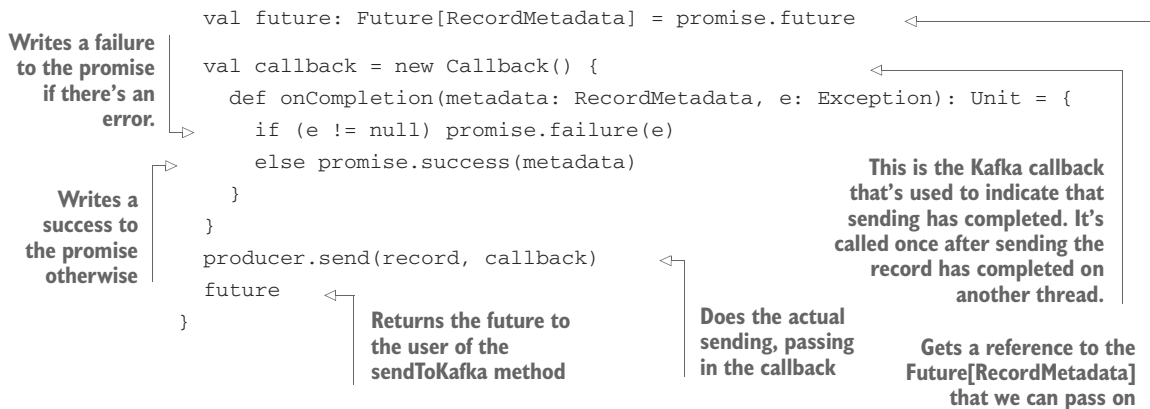 val future: Future[RecordMetadata] = promise.future
Writes a failure
to the promise
if there's an
error.
val callback = new Callback() {
def onCompletion(metadata: RecordMetadata, e: Exception): Unit = {
if (e != null) promise.failure(e)
else promise.success(metadata)
}
}
Writes a
success to
the promise
otherwise
This is the Kafka callback
that's used to indicate that
sending has completed. It's
called once after sending the
record has completed on
another thread.
producer.send(record, callback)
future
}
Returns the future to
the user of the
sendToKafka method
Does the actual
sending, passing
in the callback
Gets a reference to the
Future[RecordMetadata]
that we can pass on